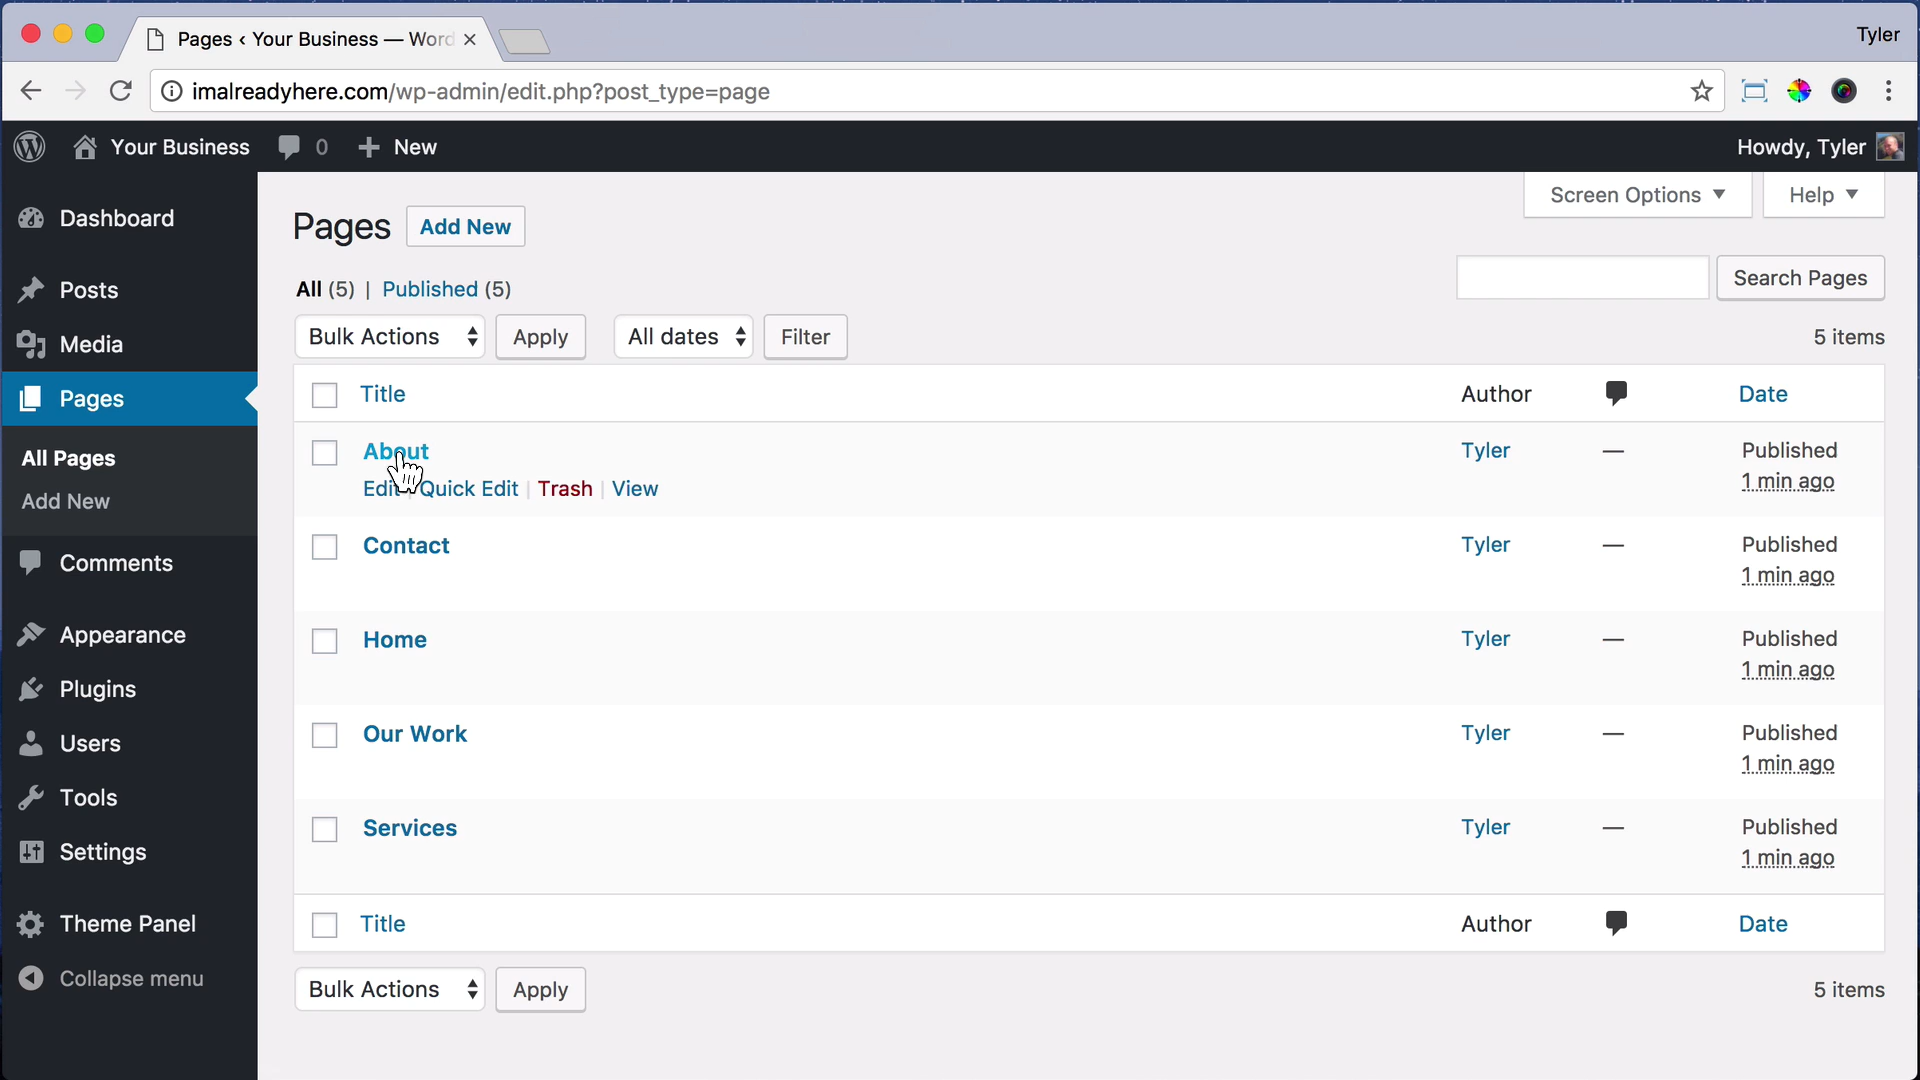 Pages ‹ Your Business — Word
Tyler
imalreadyhere.com/wp-admin/edit.php?post_type=page
Your Business 0 New
Howdy, Tyler
Screen Options
Help
Dashboard
Posts
Media
Pages
All Pages
Add New
Comments
Appearance
Plugins
Users
Tools
Settings
Theme Panel
Collapse menu
Pages Add New
All (5) | Published (5)
Search Pages
Bulk Actions Apply All dates Filter 5 items
Title Author Date
About Tyler — Published
1 min ago
Edit | Quick Edit | Trash | View
Contact Tyler — Published
1 min ago
Home Tyler — Published
1 min ago
Our Work Tyler — Published
1 min ago
Services Tyler — Published
1 min ago
Title Author Date
Bulk Actions Apply 5 items